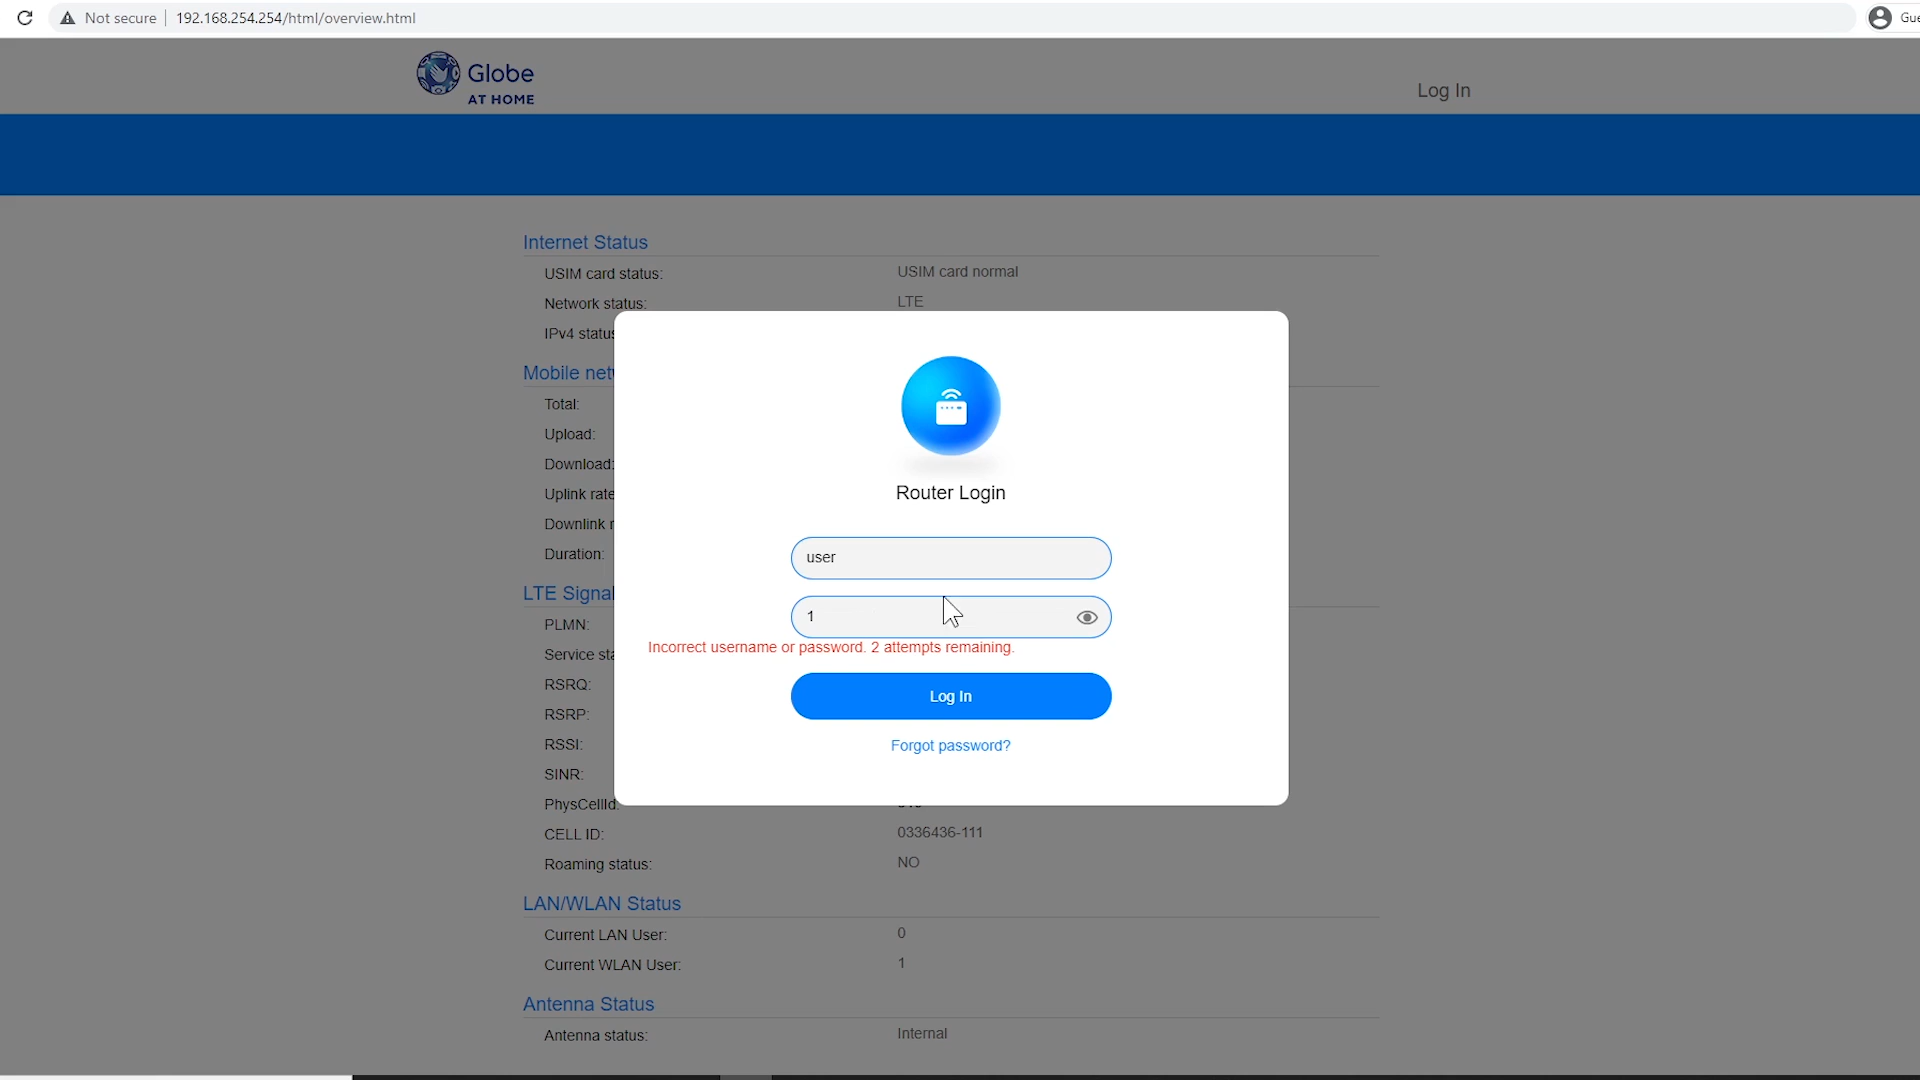 Not secure 192.168.254.254/html/overview.html
Globe
AT HOME
Log In
Internet Status
USIM card status: USIM card normal
Network status: LTE
IPv4
Mobile
Total:
Upload:
Download:
Uplink rate
Downlink
Duration:
LTE Signal
PLMN:
Service
RSRQ:
RSRP:
RSSI:
SINR:
PhysCellId:
CELL ID: 0336436-111
Roaming status: NO
LAN/WLAN Status
Current LAN User: 0
Current WLAN User: 1
Antenna Status
Antenna status: Internal
Router Login
user
1
Incorrect username or password. 2 attempts remaining.
Log In
Forgot password?